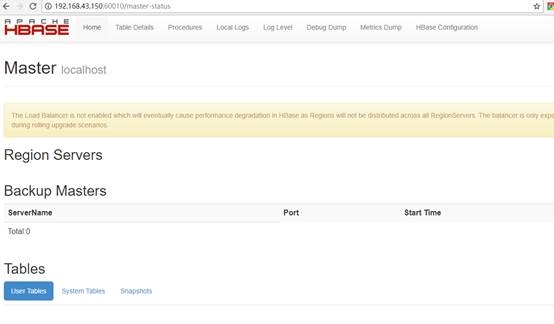 192.168.43.150:60010/master-status
APACHE
HBASE
Home Table Details Procedures Local Logs Log Level Debug Dump Metrics Dump HBase Configuration
Master localhost
The Load Balancer is not enabled which will eventually cause performance degradation in HBase as Regions will not be distributed across all RegionServers. The balancer is only expe
during rolling upgrade scenarios.
Region Servers
Backup Masters
ServerName Port Start Time
Total:0
Tables
User Tables System Tables Snapshots